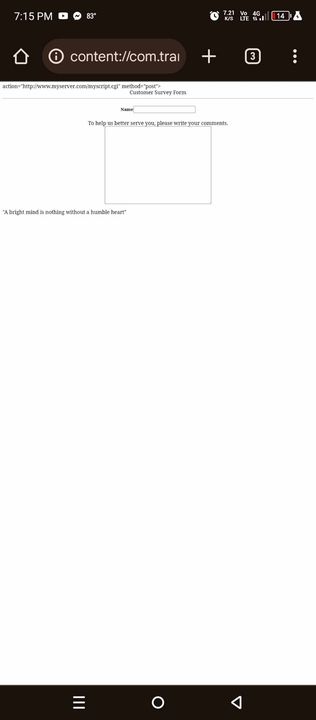 7:15 PM 83° 7.21 K/S Vo LTE 4G 14
content://com.trai 3
action="http://www.myserver.com/myscript.cgi" method="post">
Customer Survey Form
Name
To help us better serve you, please write your comments.
"A bright mind is nothing without a humble heart"